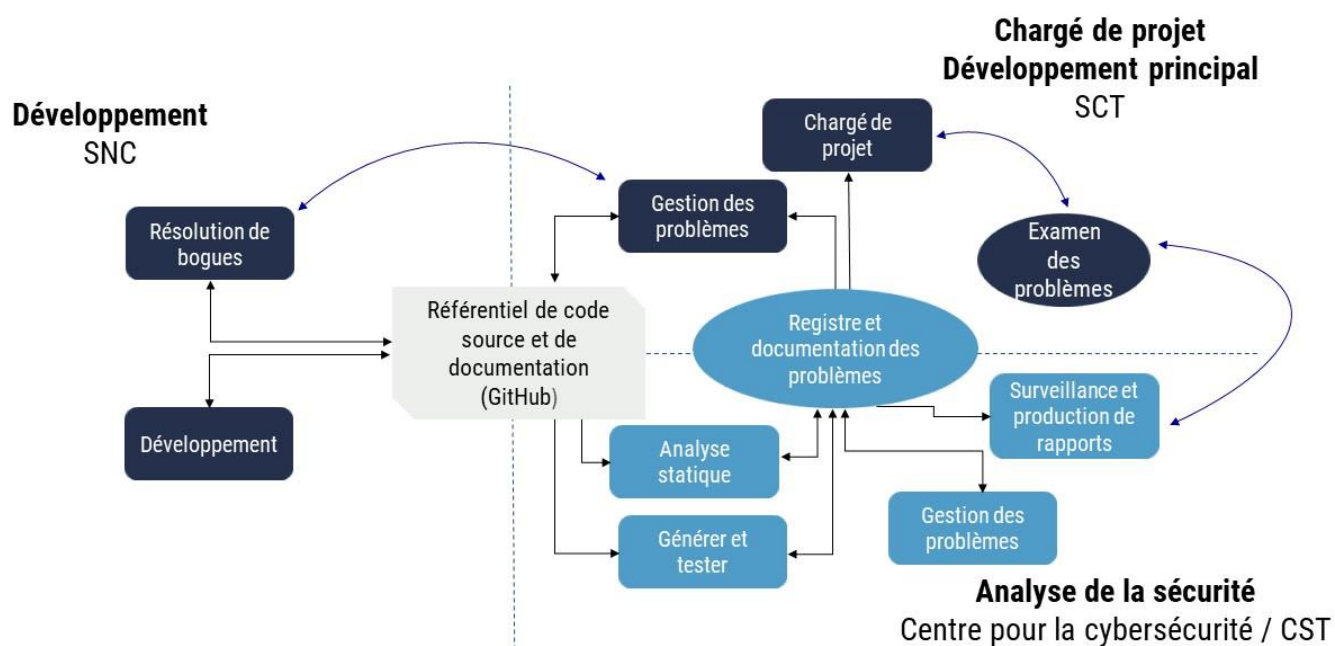 Chargé de projet
Développement principal
SCT
Développement
SNC
Chargé de
projet
Gestion des
problèmes
Résolution de
bogues
Examen
des
problèmes
Référentiel de code
source et de
documentation
(GitHub)
Registre et
documentation des
problèmes
Surveillance et
production de
rapports
Développement
Analyse
statique
Gestion des
problèmes
Générer et
tester
Analyse de la sécurité
Centre pour la cybersécurité / CST